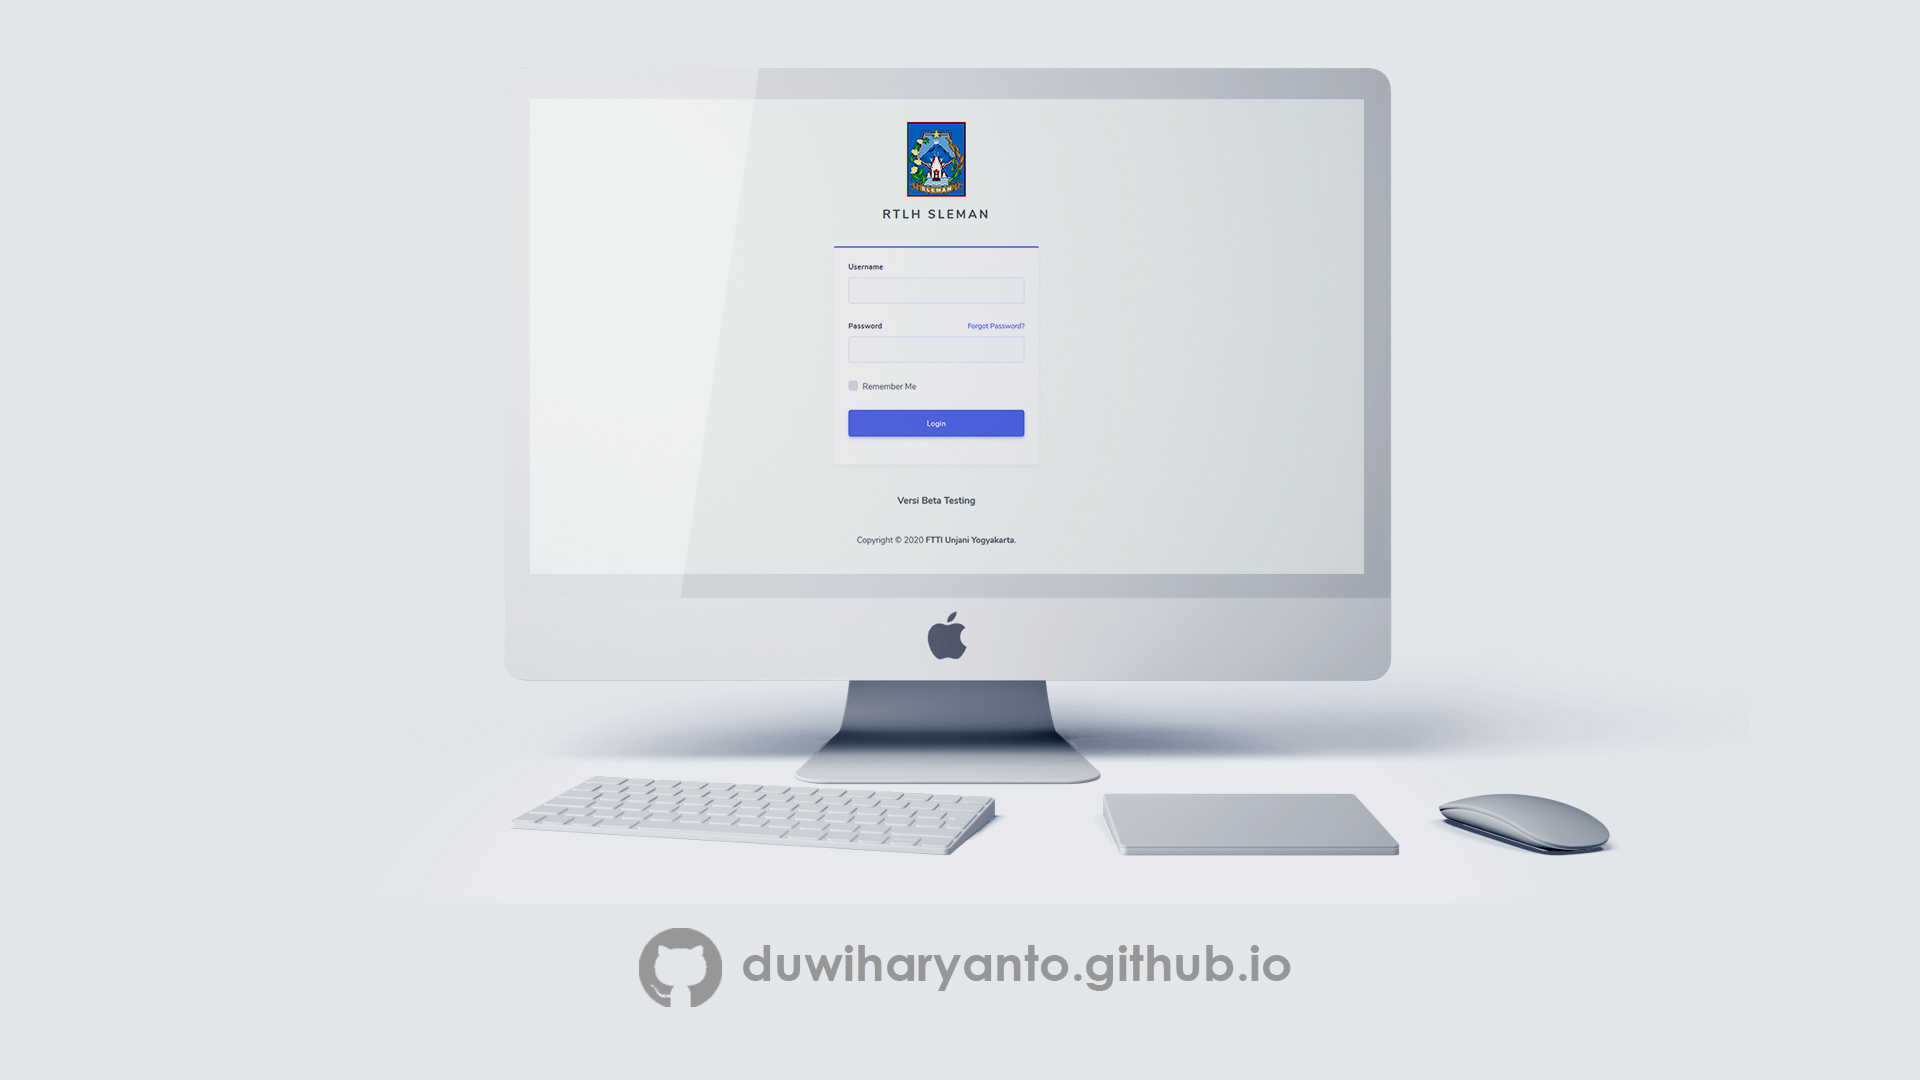 SLEMAN
RTLH SLEMAN
Username
Password
Forgot Password?
Remember Me
Login
Versi Beta Testing
Copyright © 2020 FTTI Unjani Yogyakarta.
duwiharyanto.github.io